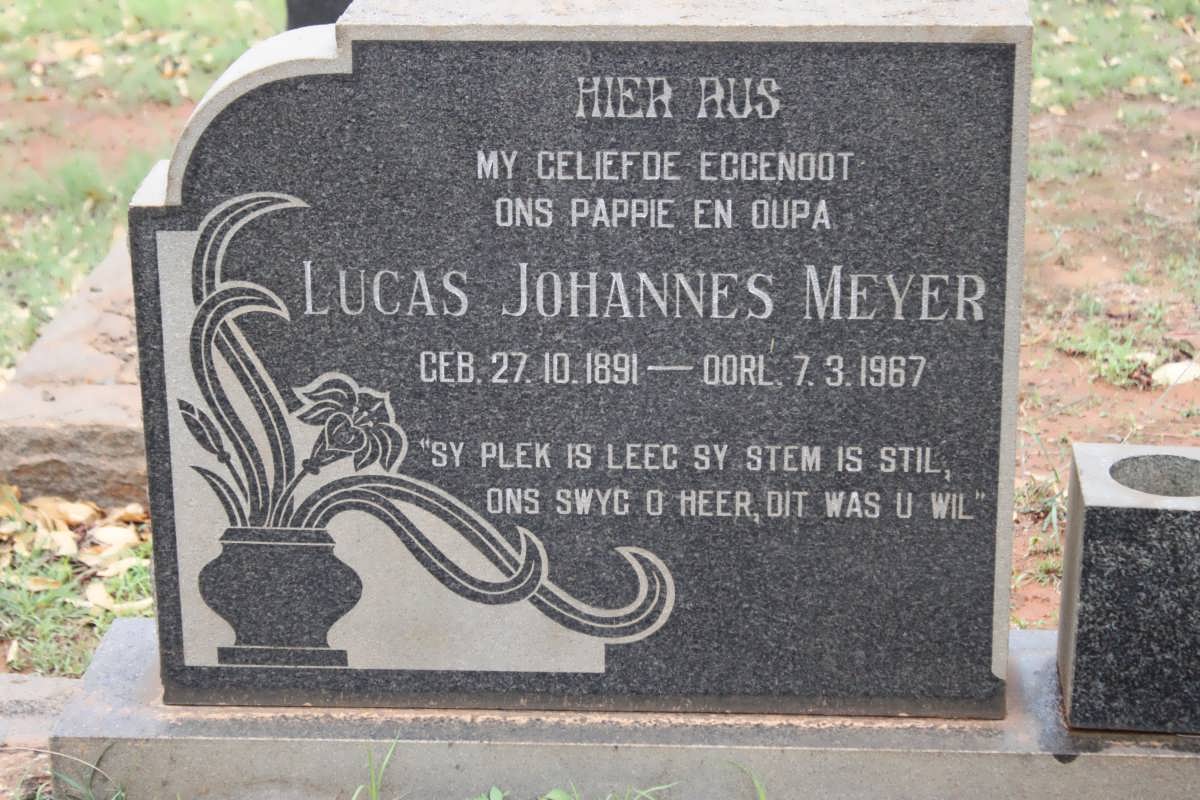 HIER RUS
MY GELIEFDE EGGENOOT
ONS PAPPIE EN OUPA
LUCAS JOHANNES MEYER
GEB. 27. 10. 1891 — OORL. 7. 3. 1967
"SY PLEK IS LEEG SY STEM IS STIL,
ONS SWYG O HEER, DIT WAS U WIL"